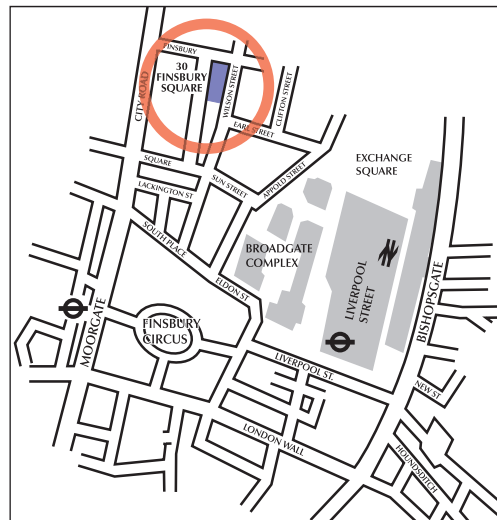 FINSBURY
30
FINSBURY
SQUARE
CITY ROAD
WILSON STREET
CLIFTON STREET
EARL STREET
EXCHANGE
SQUARE
SQUARE
SUN STREET
APPOLD STREET
LACKINGTON ST
SOUTH PLACE
BROADGATE
COMPLEX
ELDON ST
LIVERPOOL
STREET
BISHOPSGATE
MOORGATE
FINSBURY
CIRCUS
LIVERPOOL ST.
NEW ST
LONDON WALL
HOUNDSDITCH